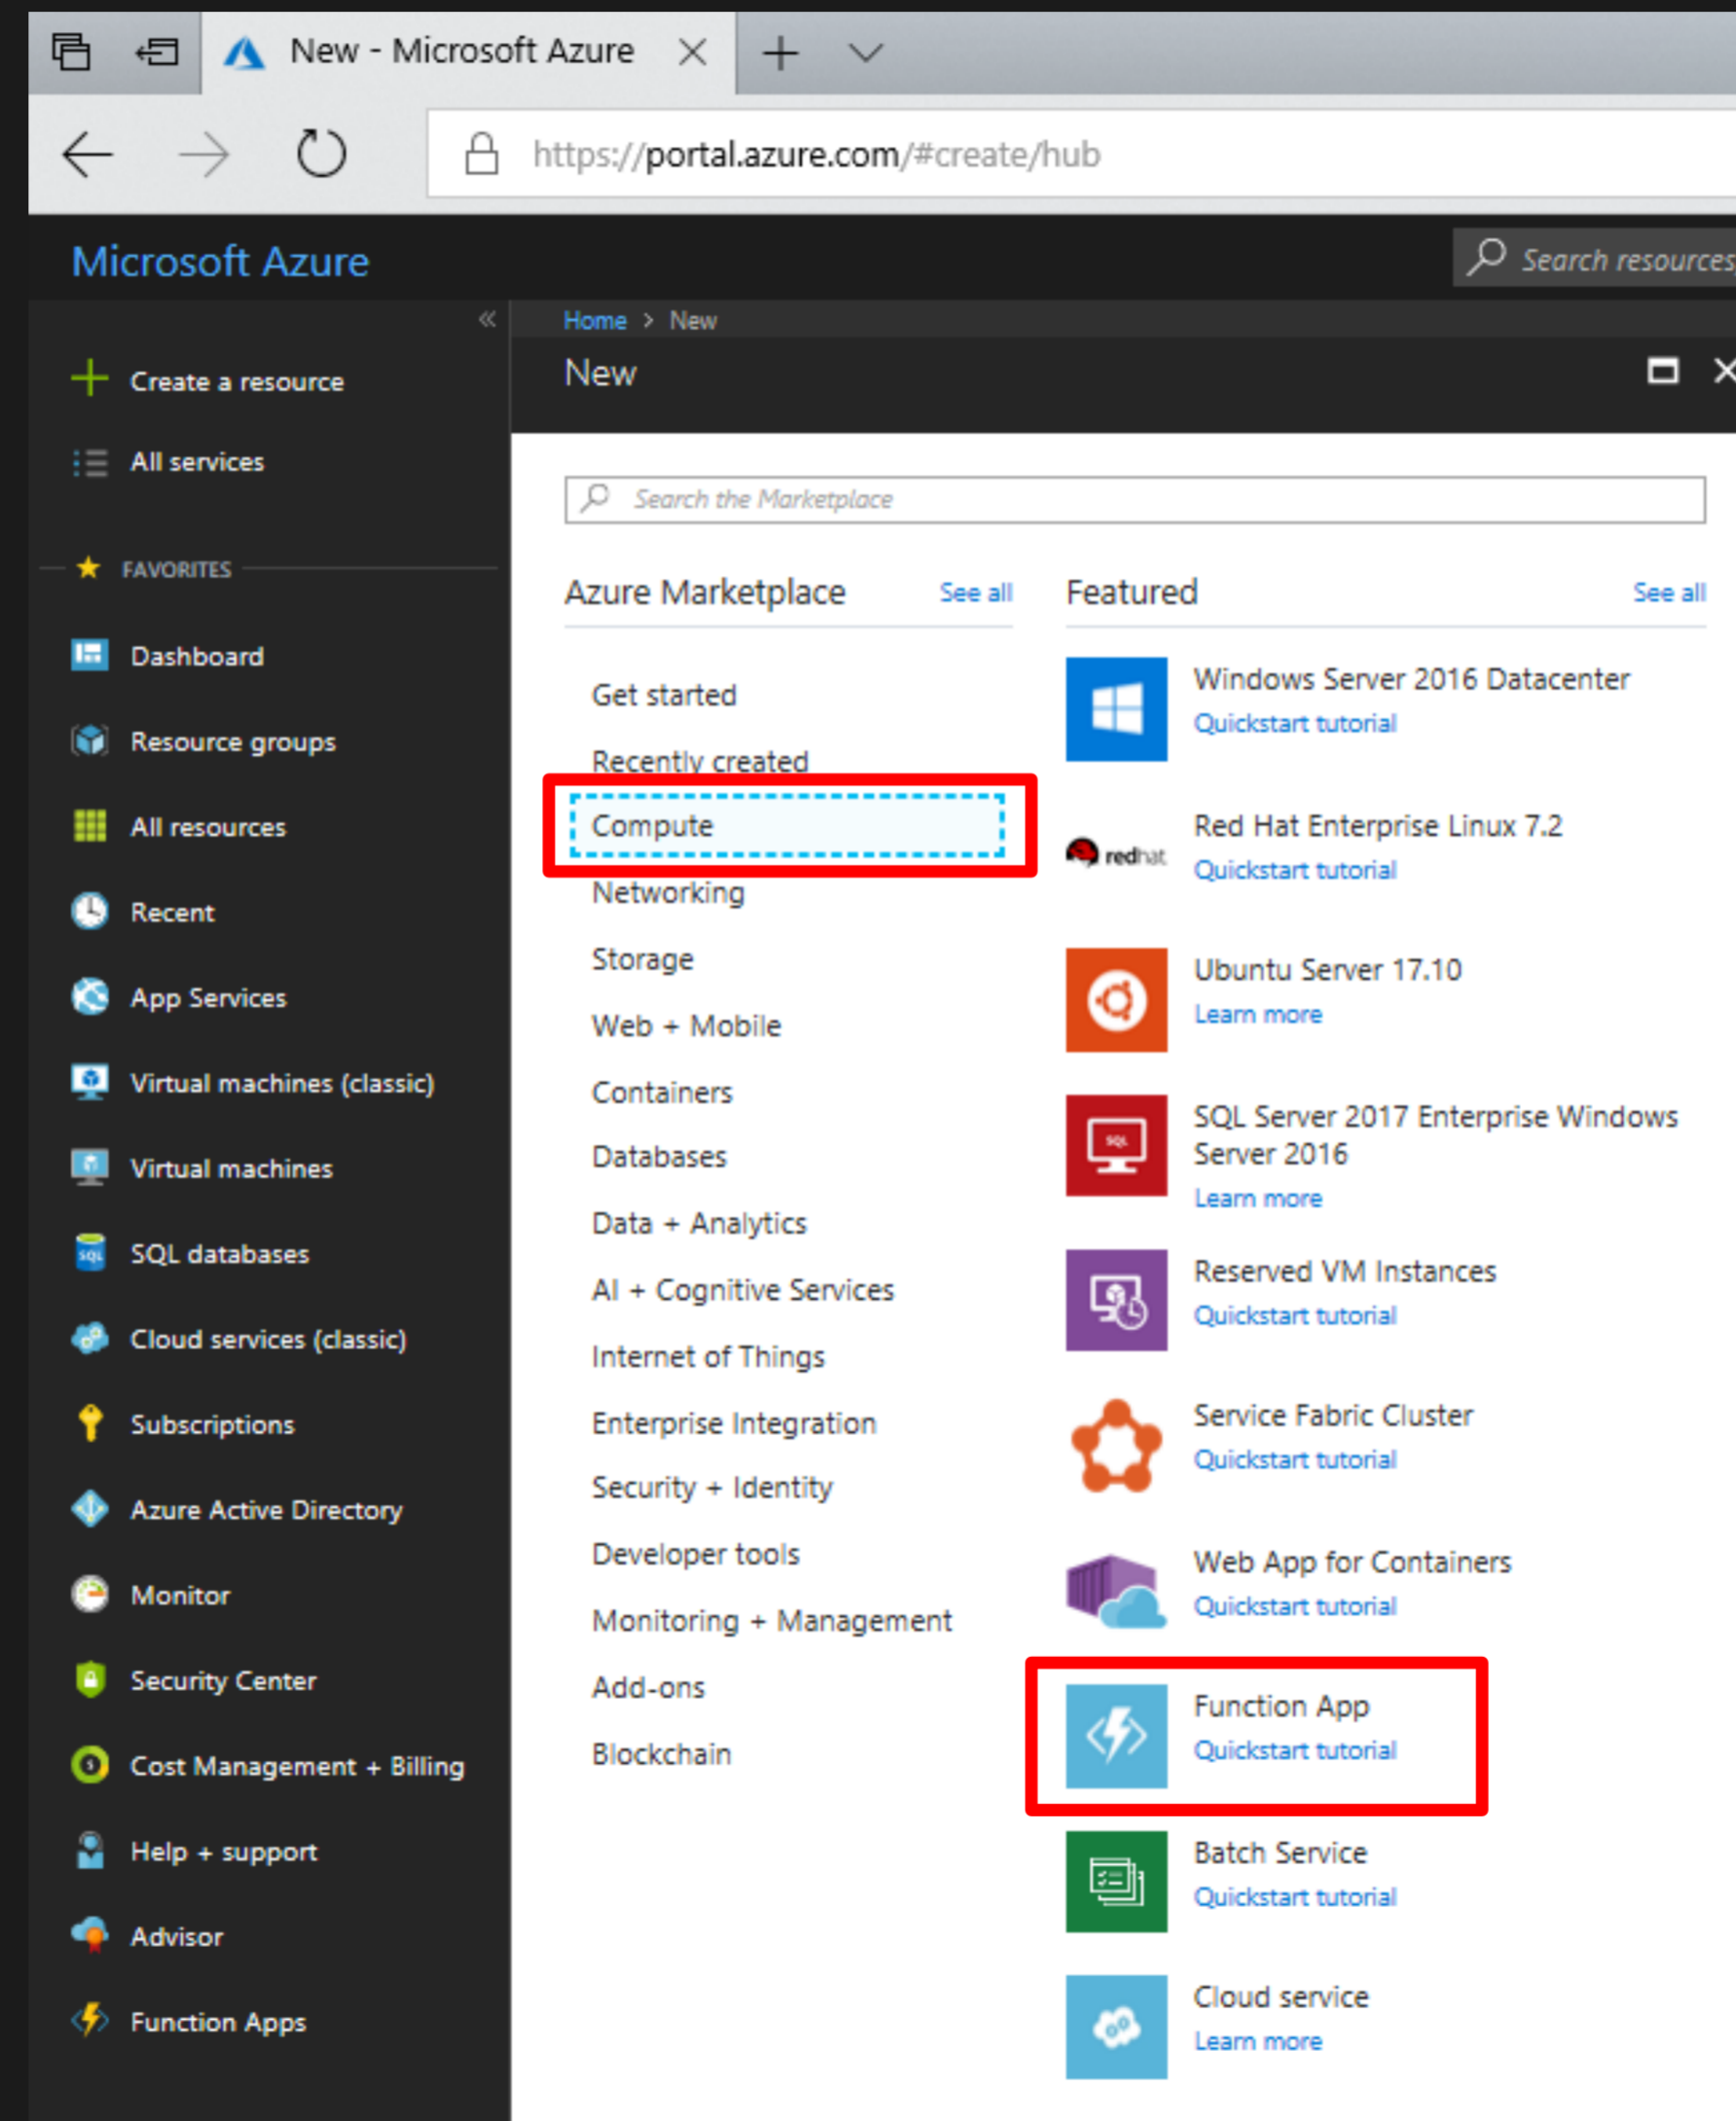 New - Microsoft Azure
https://portal.azure.com/#create/hub
Microsoft Azure
Search resources
Create a resource
All services
FAVORITES
Dashboard
Resource groups
All resources
Recent
App Services
Virtual machines (classic)
Virtual machines
SQL databases
Cloud services (classic)
Subscriptions
Azure Active Directory
Monitor
Security Center
Cost Management + Billing
Help + support
Advisor
Function Apps
Home > New
New
Search the Marketplace
Azure Marketplace
See all
Get started
Recently created
Compute
Networking
Storage
Web + Mobile
Containers
Databases
Data + Analytics
AI + Cognitive Services
Internet of Things
Enterprise Integration
Security + Identity
Developer tools
Monitoring + Management
Add-ons
Blockchain
Featured
See all
Windows Server 2016 Datacenter
Quickstart tutorial
redhat
Red Hat Enterprise Linux 7.2
Quickstart tutorial
Ubuntu Server 17.10
Learn more
SQL
SQL Server 2017 Enterprise Windows
Server 2016
Learn more
Reserved VM Instances
Quickstart tutorial
Service Fabric Cluster
Quickstart tutorial
Web App for Containers
Quickstart tutorial
Function App
Quickstart tutorial
Batch Service
Quickstart tutorial
Cloud service
Learn more